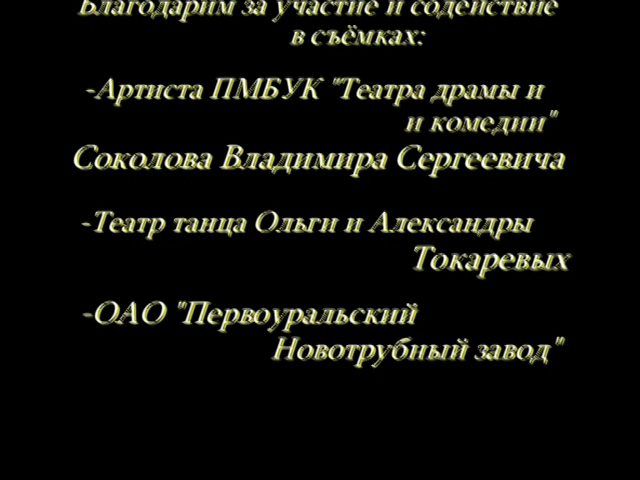 Благодарим за участие и содействие
в съёмках:
-Артиста ПМБУК "Театра драмы и
и комедии"
Соколова Владимира Сергеевича
-Театр танца Ольги и Александры
Токаревых
-ОАО "Первоуральский
Новотрубный завод"